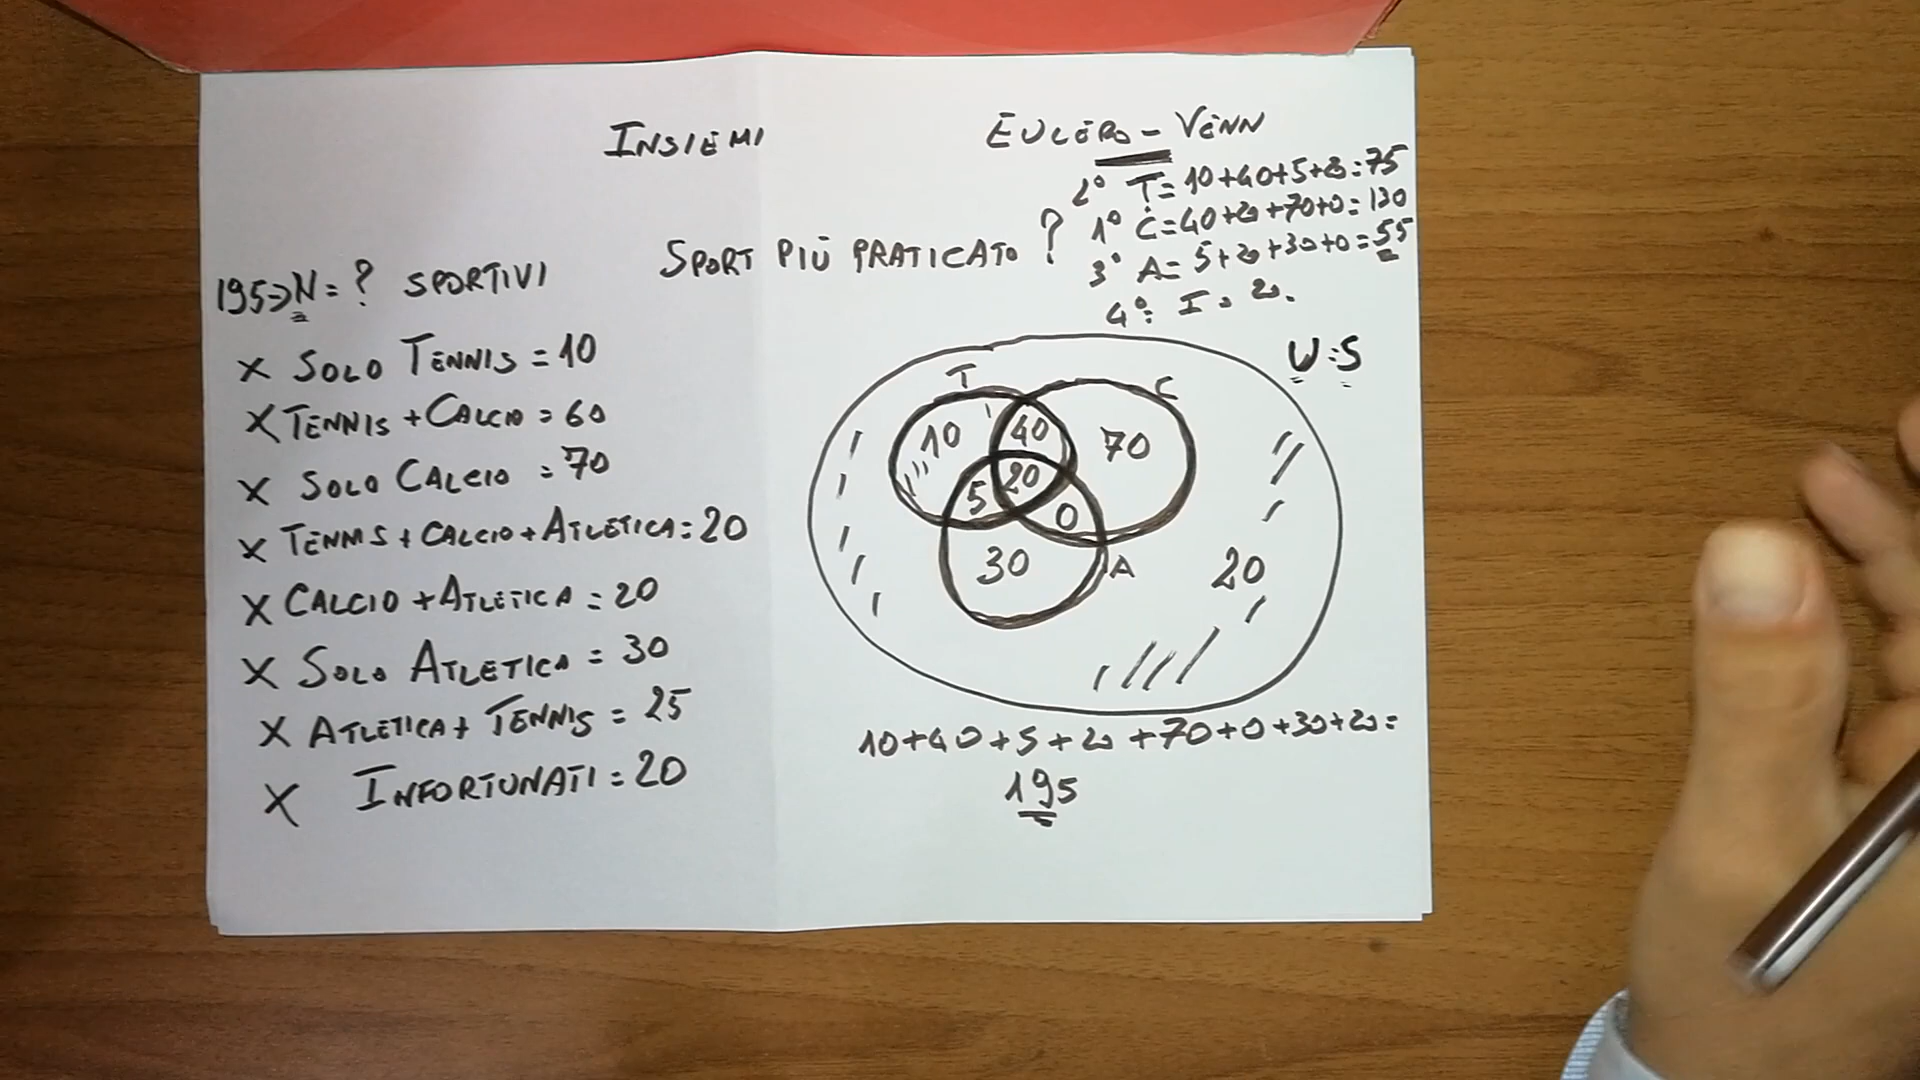 INSIEMI
EULERO-VENN
2° T=10+40+5+20=75
1° C=40+20+70+0=130
3° A=5+20+30+0=55
4°: I=20.
SPORT PIÙ PRATICATO?
195=>N=? SPORTIVI
X SOLO TENNIS=10
X TENNIS+CALCIO=60
X SOLO CALCIO=70
X TENNIS+CALCIO+ATLETICA=20
X CALCIO+ATLETICA=20
X SOLO ATLETICA=30
X ATLETICA+TENNIS=25
X INFORTUNATI=20
U=S
T
C
10
40
70
20
5
0
30
A
20
10+40+5+20+70+0+30+20=
195